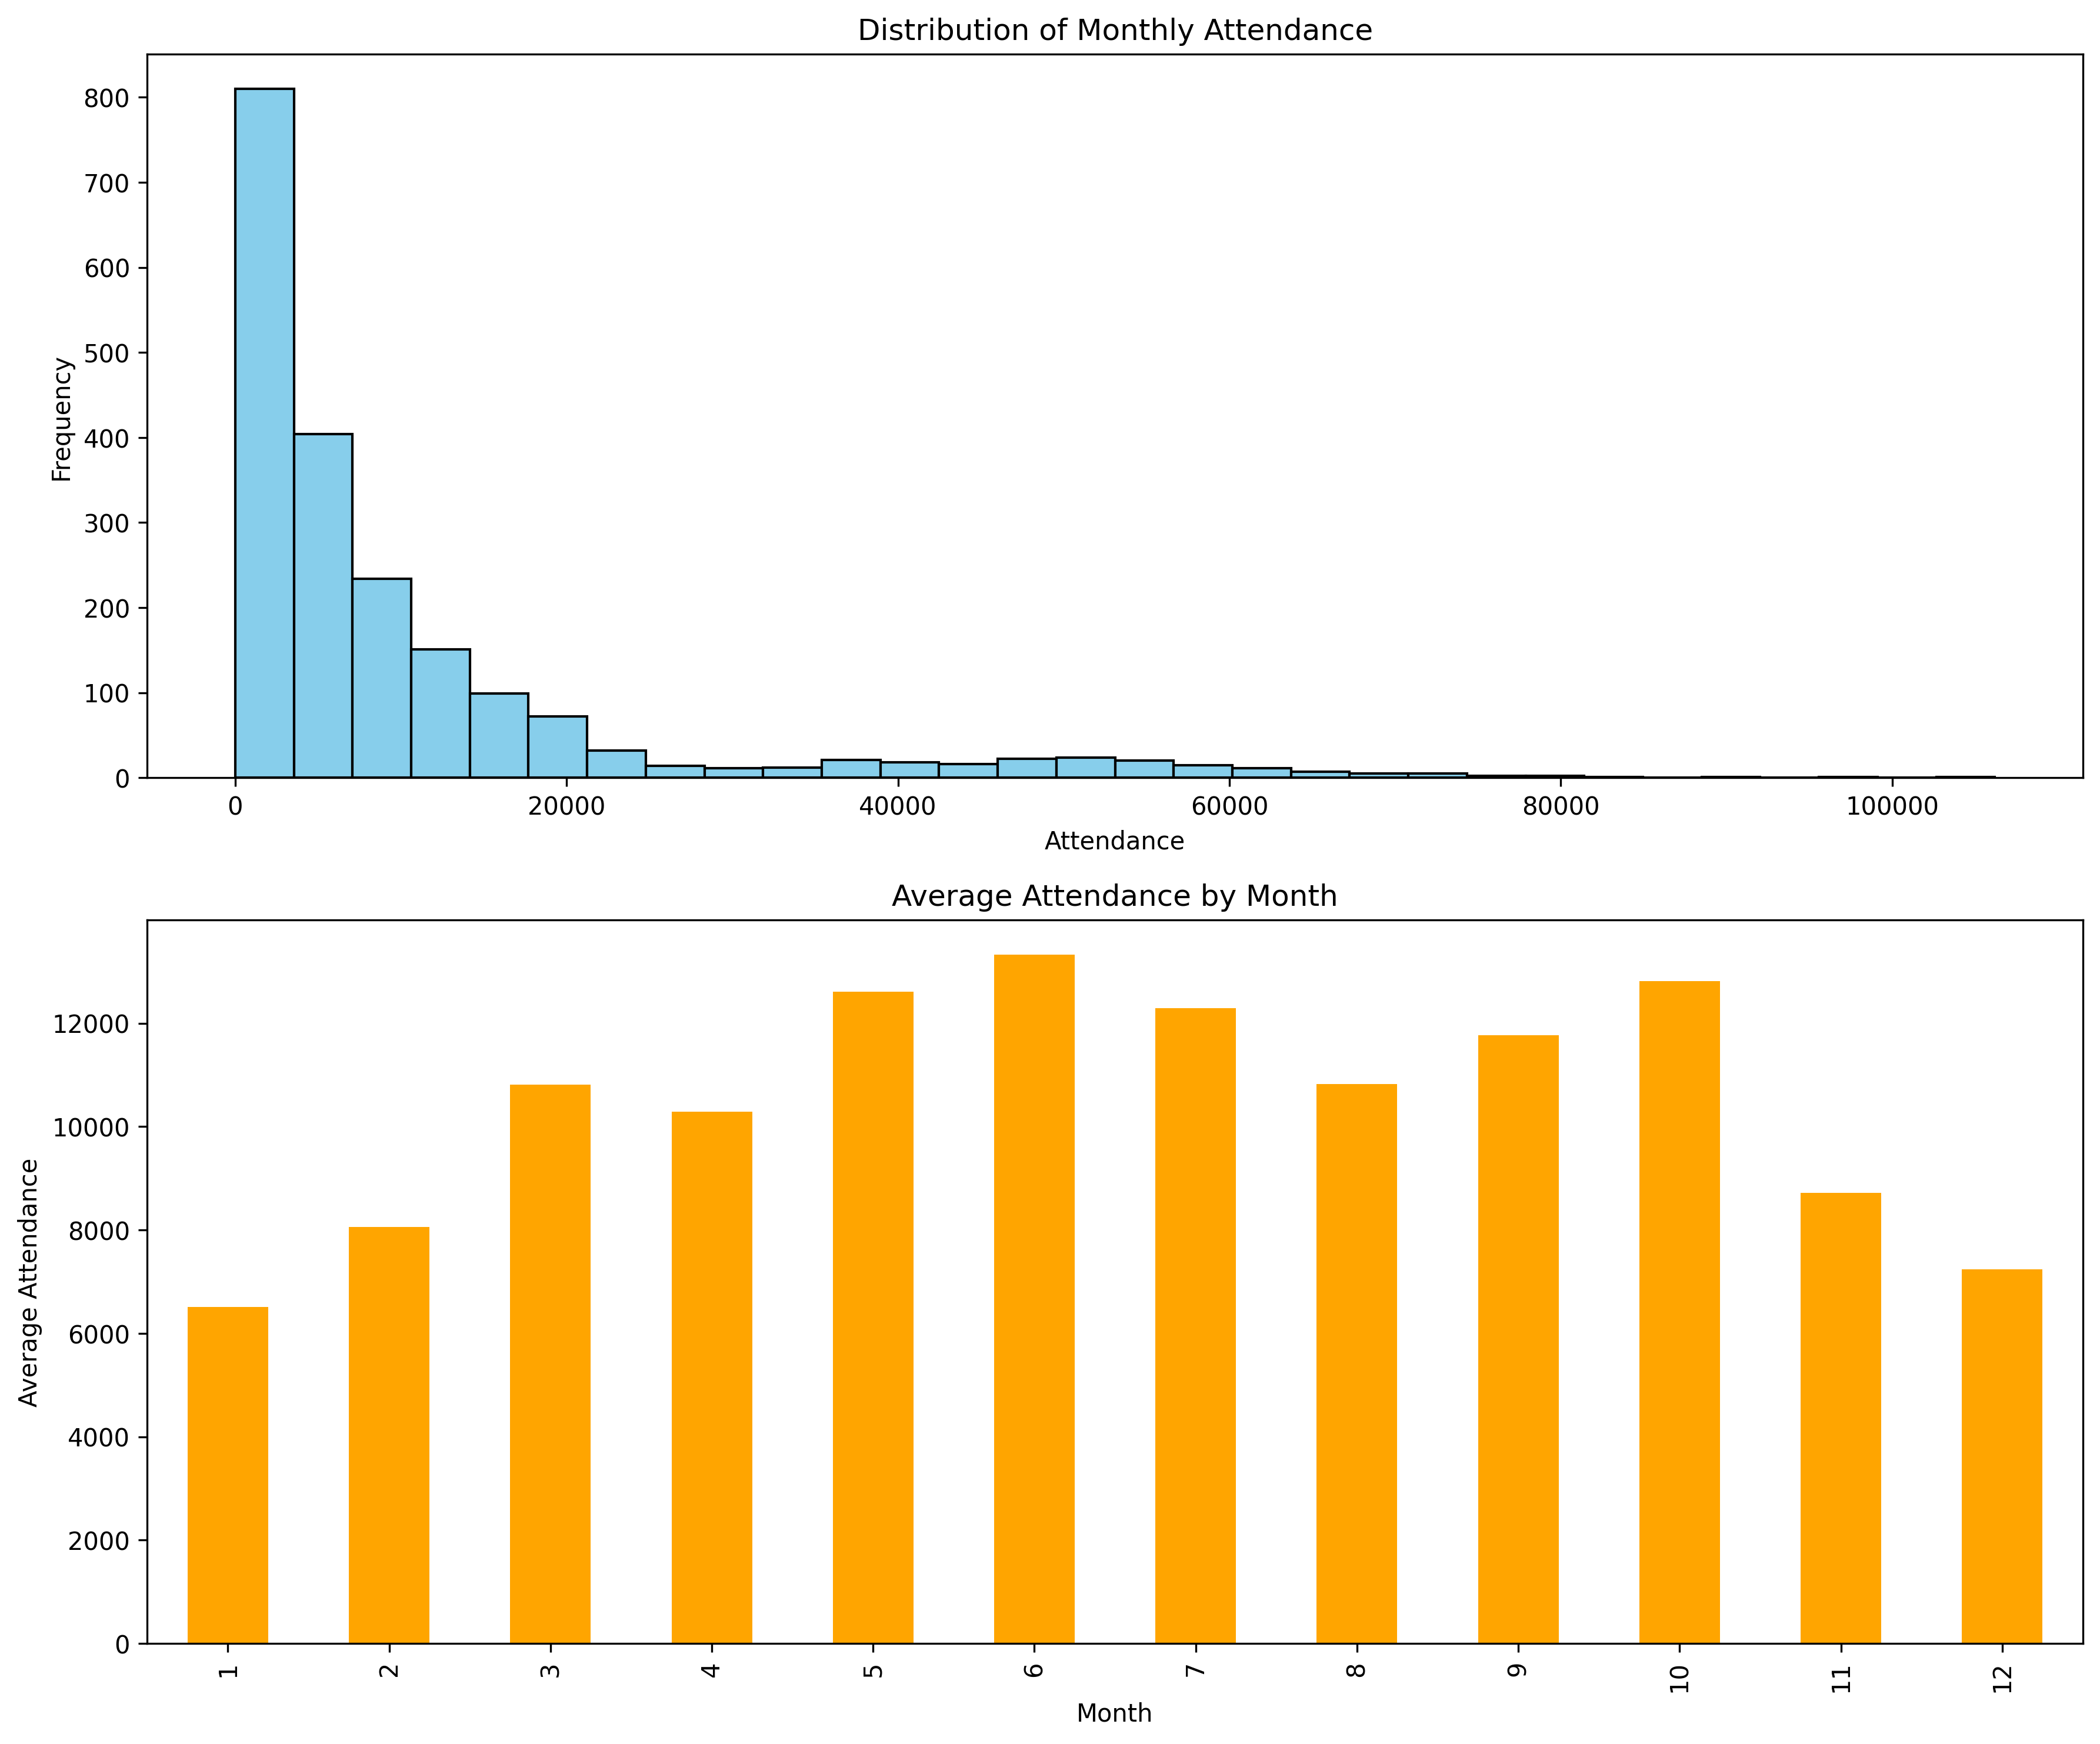 Distribution of Monthly Attendance
800
700
600
500
400
300
200
100
0
Frequency
0 20000 40000 60000 80000 100000
Attendance
Average Attendance by Month
12000
10000
8000
6000
4000
2000
0
Average Attendance
1 2 3 4 5 6 7 8 9 10 11 12
Month